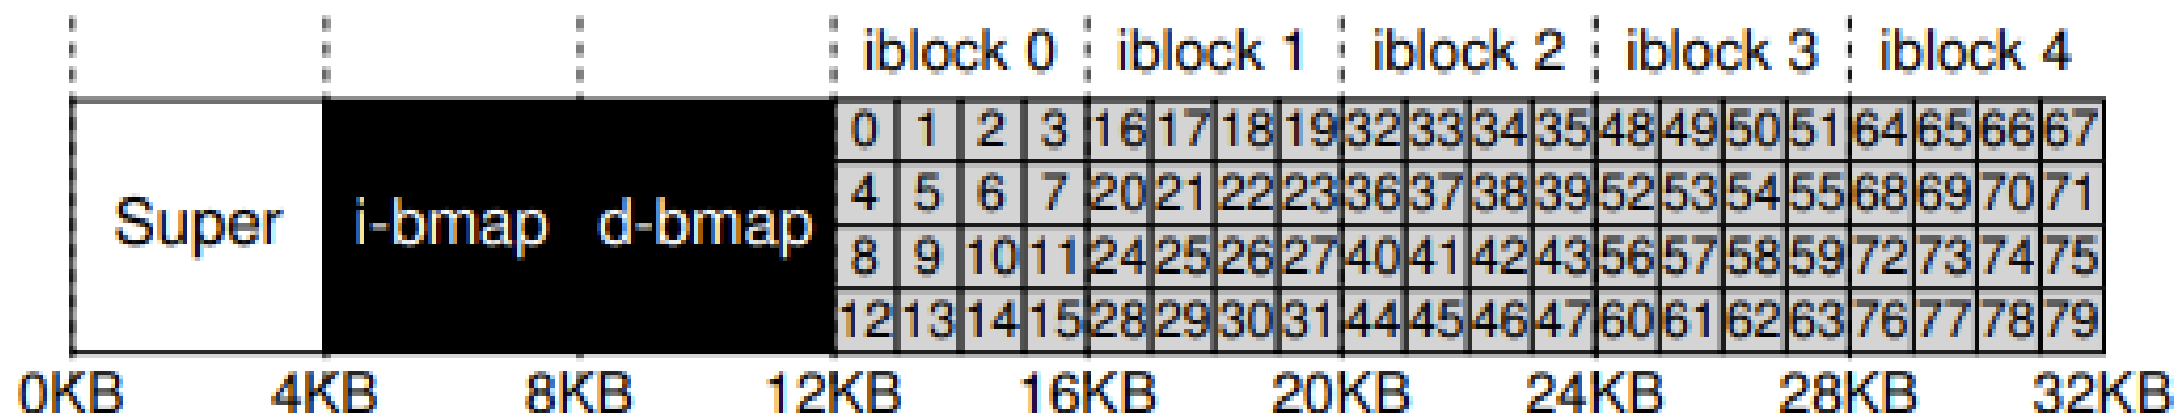 iblock 0 iblock 1 iblock 2 iblock 3 iblock 4
0 1 2 3 16 17 18 19 32 33 34 35 48 49 50 51 64 65 66 67
4 5 6 7 20 21 22 23 36 37 38 39 52 53 54 55 68 69 70 71
Super i-bmap d-bmap
8 9 10 11 24 25 26 27 40 41 42 43 56 57 58 59 72 73 74 75
12 13 14 15 28 29 30 31 44 45 46 47 60 61 62 63 76 77 78 79
0KB 4KB 8KB 12KB 16KB 20KB 24KB 28KB 32KB